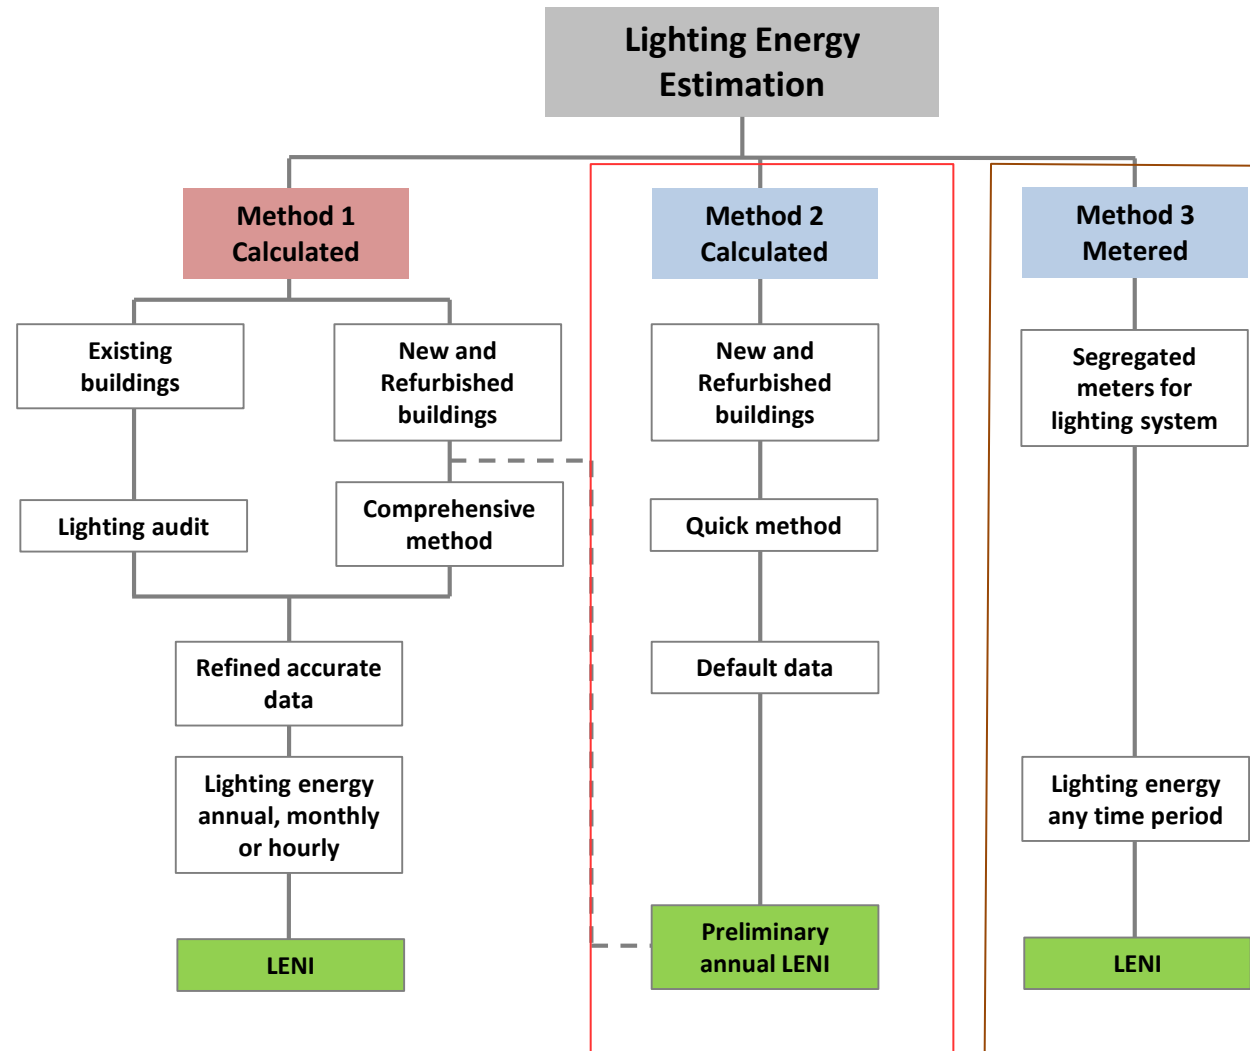 Lighting Energy
Estimation
Method 1
Calculated
Existing
buildings
New and
Refurbished
buildings
Lighting audit
Comprehensive
method
Refined accurate
data
Lighting energy
annual, monthly
or hourly
LENI
Method 2
Calculated
New and
Refurbished
buildings
Quick method
Default data
Preliminary
annual LENI
Method 3
Metered
Segregated
meters for
lighting system
Lighting energy
any time period
LENI